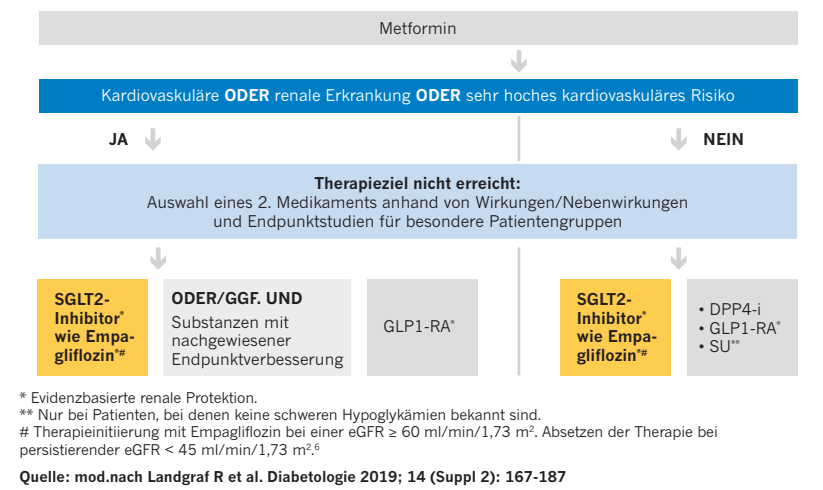 Metformin
Kardiovaskuläre ODER renale Erkrankung ODER sehr hohes kardiovaskuläres Risiko
JA
NEIN
Therapieziel nicht erreicht:
Auswahl eines 2. Medikaments anhand von Wirkungen/Nebenwirkungen
und Endpunktstudien für besondere Patientengruppen
SGLT2-
Inhibitor*
wie Empa-
gliflozin*#
ODER/GGF. UND
Substanzen mit
nachgewiesener
Endpunktverbesserung
GLP1-RA*
SGLT2-
Inhibitor*
wie Empa-
gliflozin*#
• DPP4-i
• GLP1-RA*
• SU**
* Evidenzbasierte renale Protektion.
** Nur bei Patienten, bei denen keine schweren Hypoglykämien bekannt sind.
# Therapieinitiierung mit Empagliflozin bei einer eGFR ≥ 60 ml/min/1,73 m². Absetzen der Therapie bei
persistierender eGFR < 45 ml/min/1,73 m².⁶
Quelle: mod.nach Landgraf R et al. Diabetologie 2019; 14 (Suppl 2): 167-187